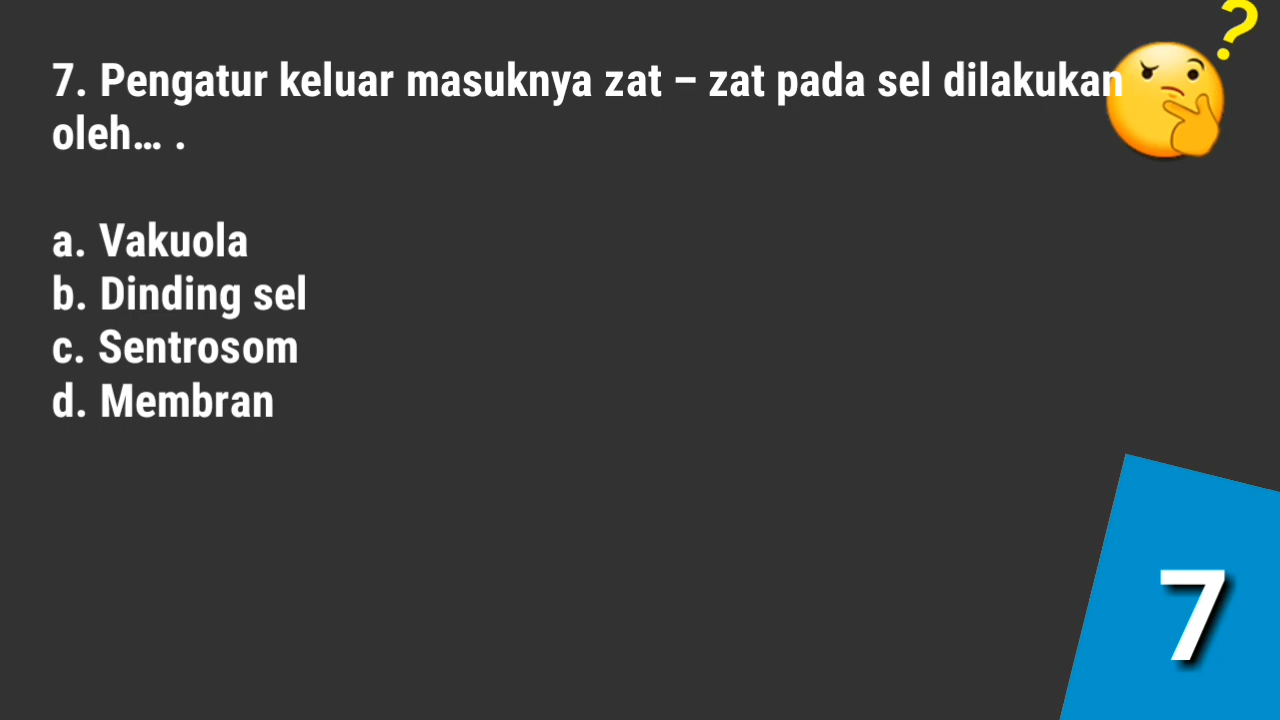 7. Pengatur keluar masuknya zat – zat pada sel dilakukan
oleh... .
a. Vakuola
b. Dinding sel
c. Sentrosom
d. Membran
7